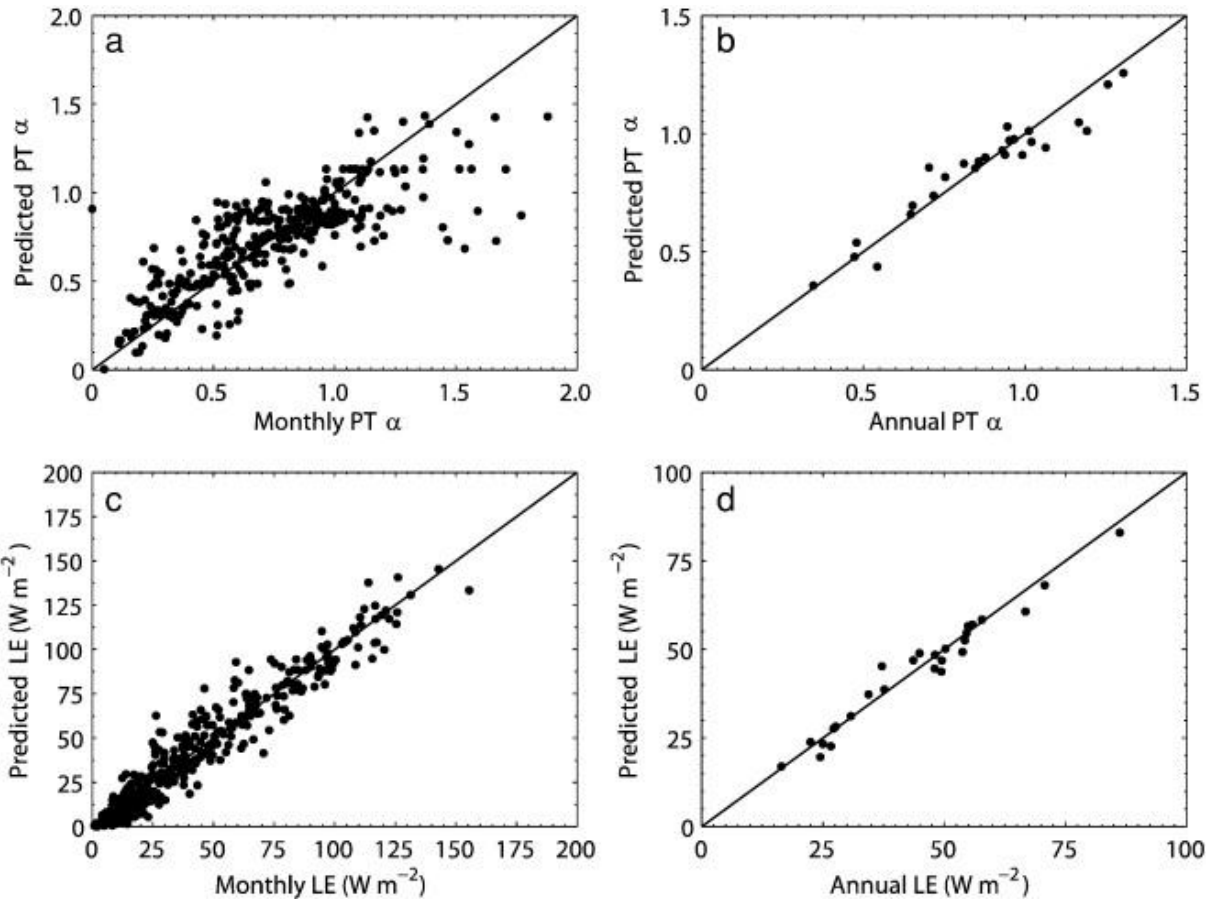 a
2.0
1.5
1.0
0.5
0
Predicted PT α
0 0.5 1.0 1.5 2.0
Monthly PT α
b
1.5
1.0
0.5
0
Predicted PT α
0 0.5 1.0 1.5
Annual PT α
c
200
175
150
125
100
75
50
25
0
Predicted LE (W m⁻²)
0 25 50 75 100 125 150 175 200
Monthly LE (W m⁻²)
d
100
75
50
25
0
Predicted LE (W m⁻²)
0 25 50 75 100
Annual LE (W m⁻²)